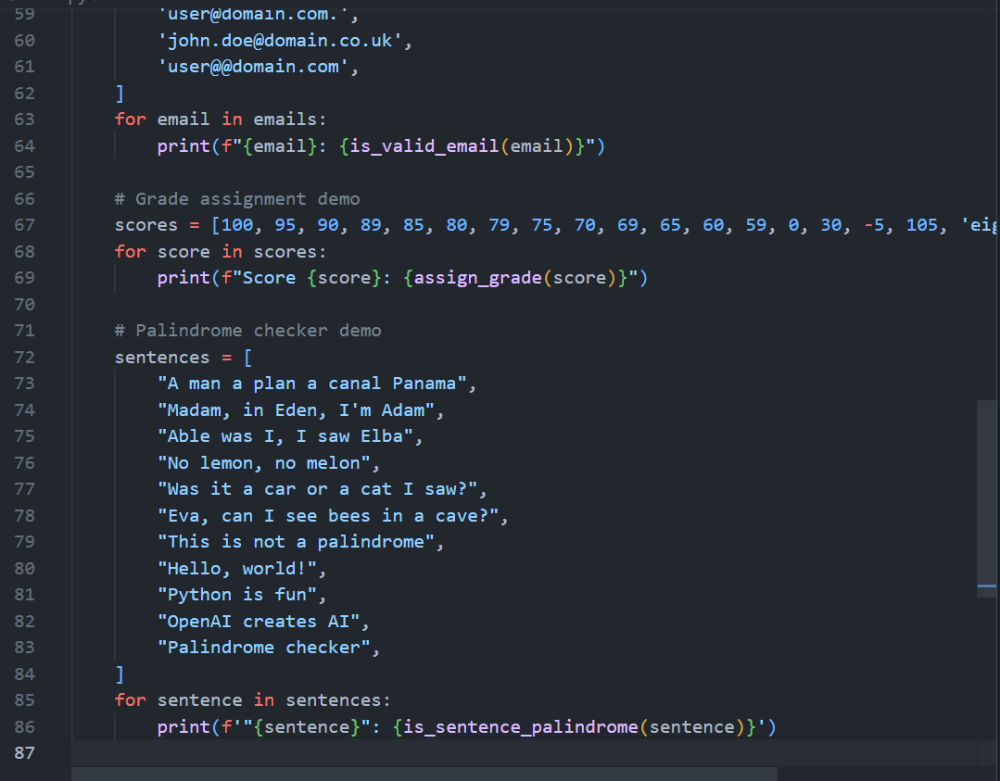 59 'user@domain.com.',
60 'john.doe@domain.co.uk',
61 'user@@domain.com',
62 ]
63 for email in emails:
64 print(f"{email}: {is_valid_email(email)}")
65
66 # Grade assignment demo
67 scores = [100, 95, 90, 89, 85, 80, 79, 75, 70, 69, 65, 60, 59, 0, 30, -5, 105,
68 for score in scores:
69 print(f"Score {score}: {assign_grade(score)}")
70
71 # Palindrome checker demo
72 sentences = [
73 "A man a plan a canal Panama",
74 "Madam, in Eden, I'm Adam",
75 "Able was I, I saw Elba",
76 "No lemon, no melon",
77 "Was it a car or a cat I saw?",
78 "Eva, can I see bees in a cave?",
79 "This is not a palindrome",
80 "Hello, world!",
81 "Python is fun",
82 "OpenAI creates AI",
83 "Palindrome checker",
84 ]
85 for sentence in sentences:
86 print(f'"{sentence}": {is_sentence_palindrome(sentence)}')
87